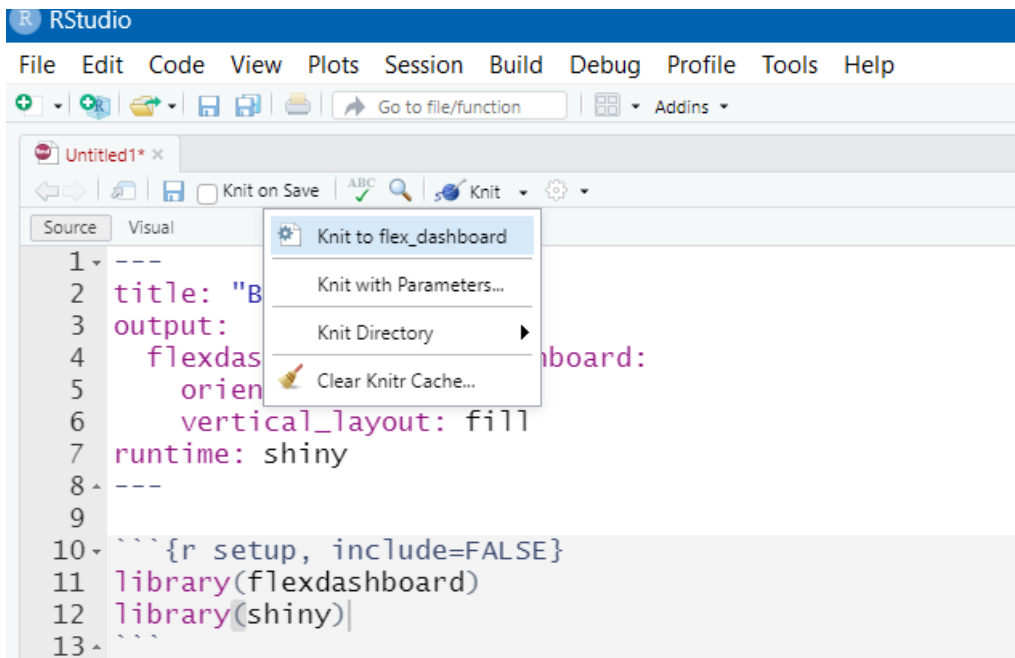 R RStudio
File Edit Code View Plots Session Build Debug Profile Tools Help
Go to file/function Addins
Untitled1*
Knit on Save ABC Knit
Source Visual
Knit to flex_dashboard
Knit with Parameters...
Knit Directory
Clear Knitr Cache...
1 ---
2 title: "B
3 output:
4 flexdas hboard:
5 orien
6 vertical_layout: fill
7 runtime: shiny
8 ---
9
10 ```{r setup, include=FALSE}
11 library(flexdashboard)
12 library(shiny)
13 ```